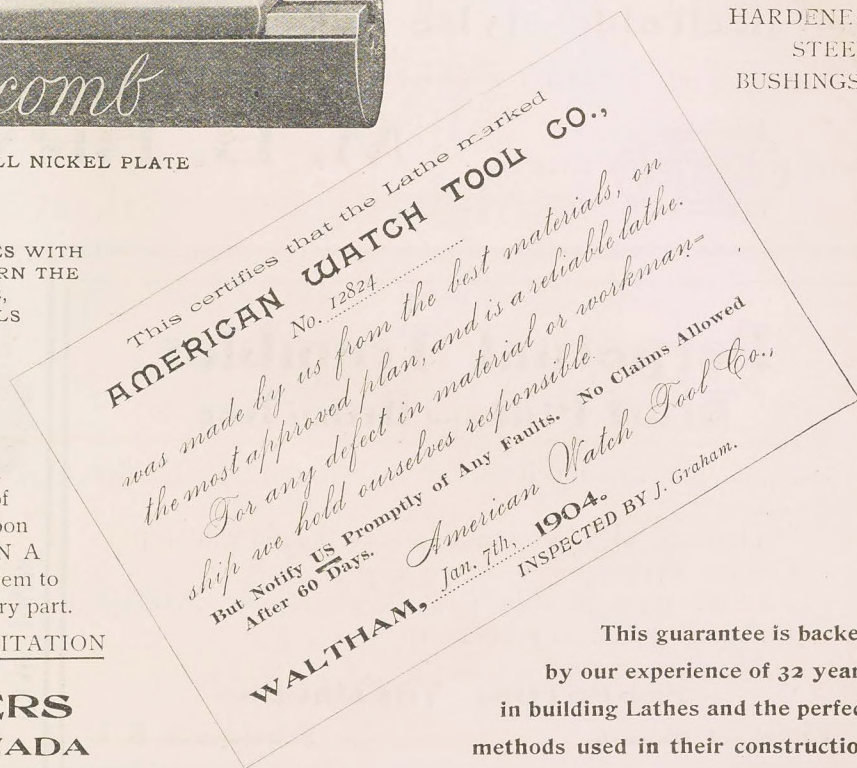 comb
LL NICKEL PLATE
HARDENE
STEE
BUSHINGS
ES WITH
RN THE
S,
LS
This certifies that the Lathe marked
AMERICAN WATCH TOOL CO.,
No. 12824
was made by us from the best materials, on
the most approved plan, and is a reliable lathe.
For any defect in material or workman=
ship we hold ourselves responsible.
But Notify US Promptly of Any Faults. No Claims Allowed
After 60 Days.
American Watch Tool Co.,
WALTHAM, Jan. 7th, 1904.
INSPECTED BY J. Graham.
of
pon
N A
em to
ry part.
ITATION
ERS
ADA
This guarantee is backe
by our experience of 32 year
in building Lathes and the perfec
methods used in their constructio